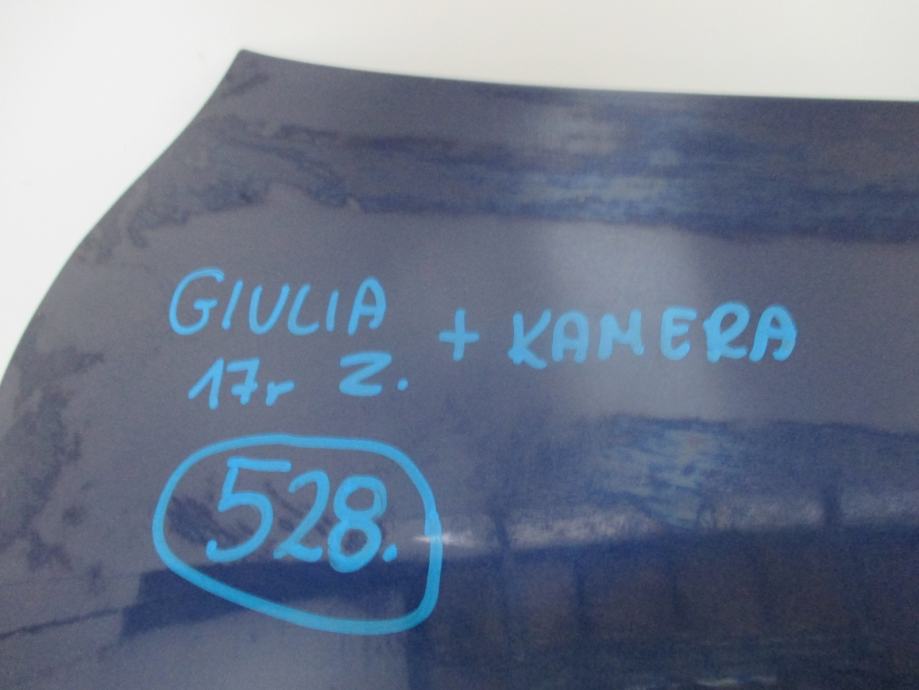 GIULIA + KAMERA
17r Z.
528.